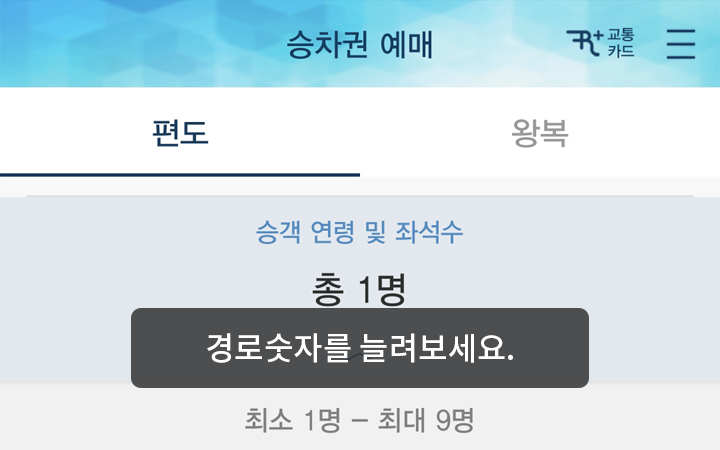 승차권 예매
R+ 교통
카드
편도
왕복
승객 연령 및 좌석수
총 1명
경로숫자를 늘려보세요.
최소 1명 – 최대 9명